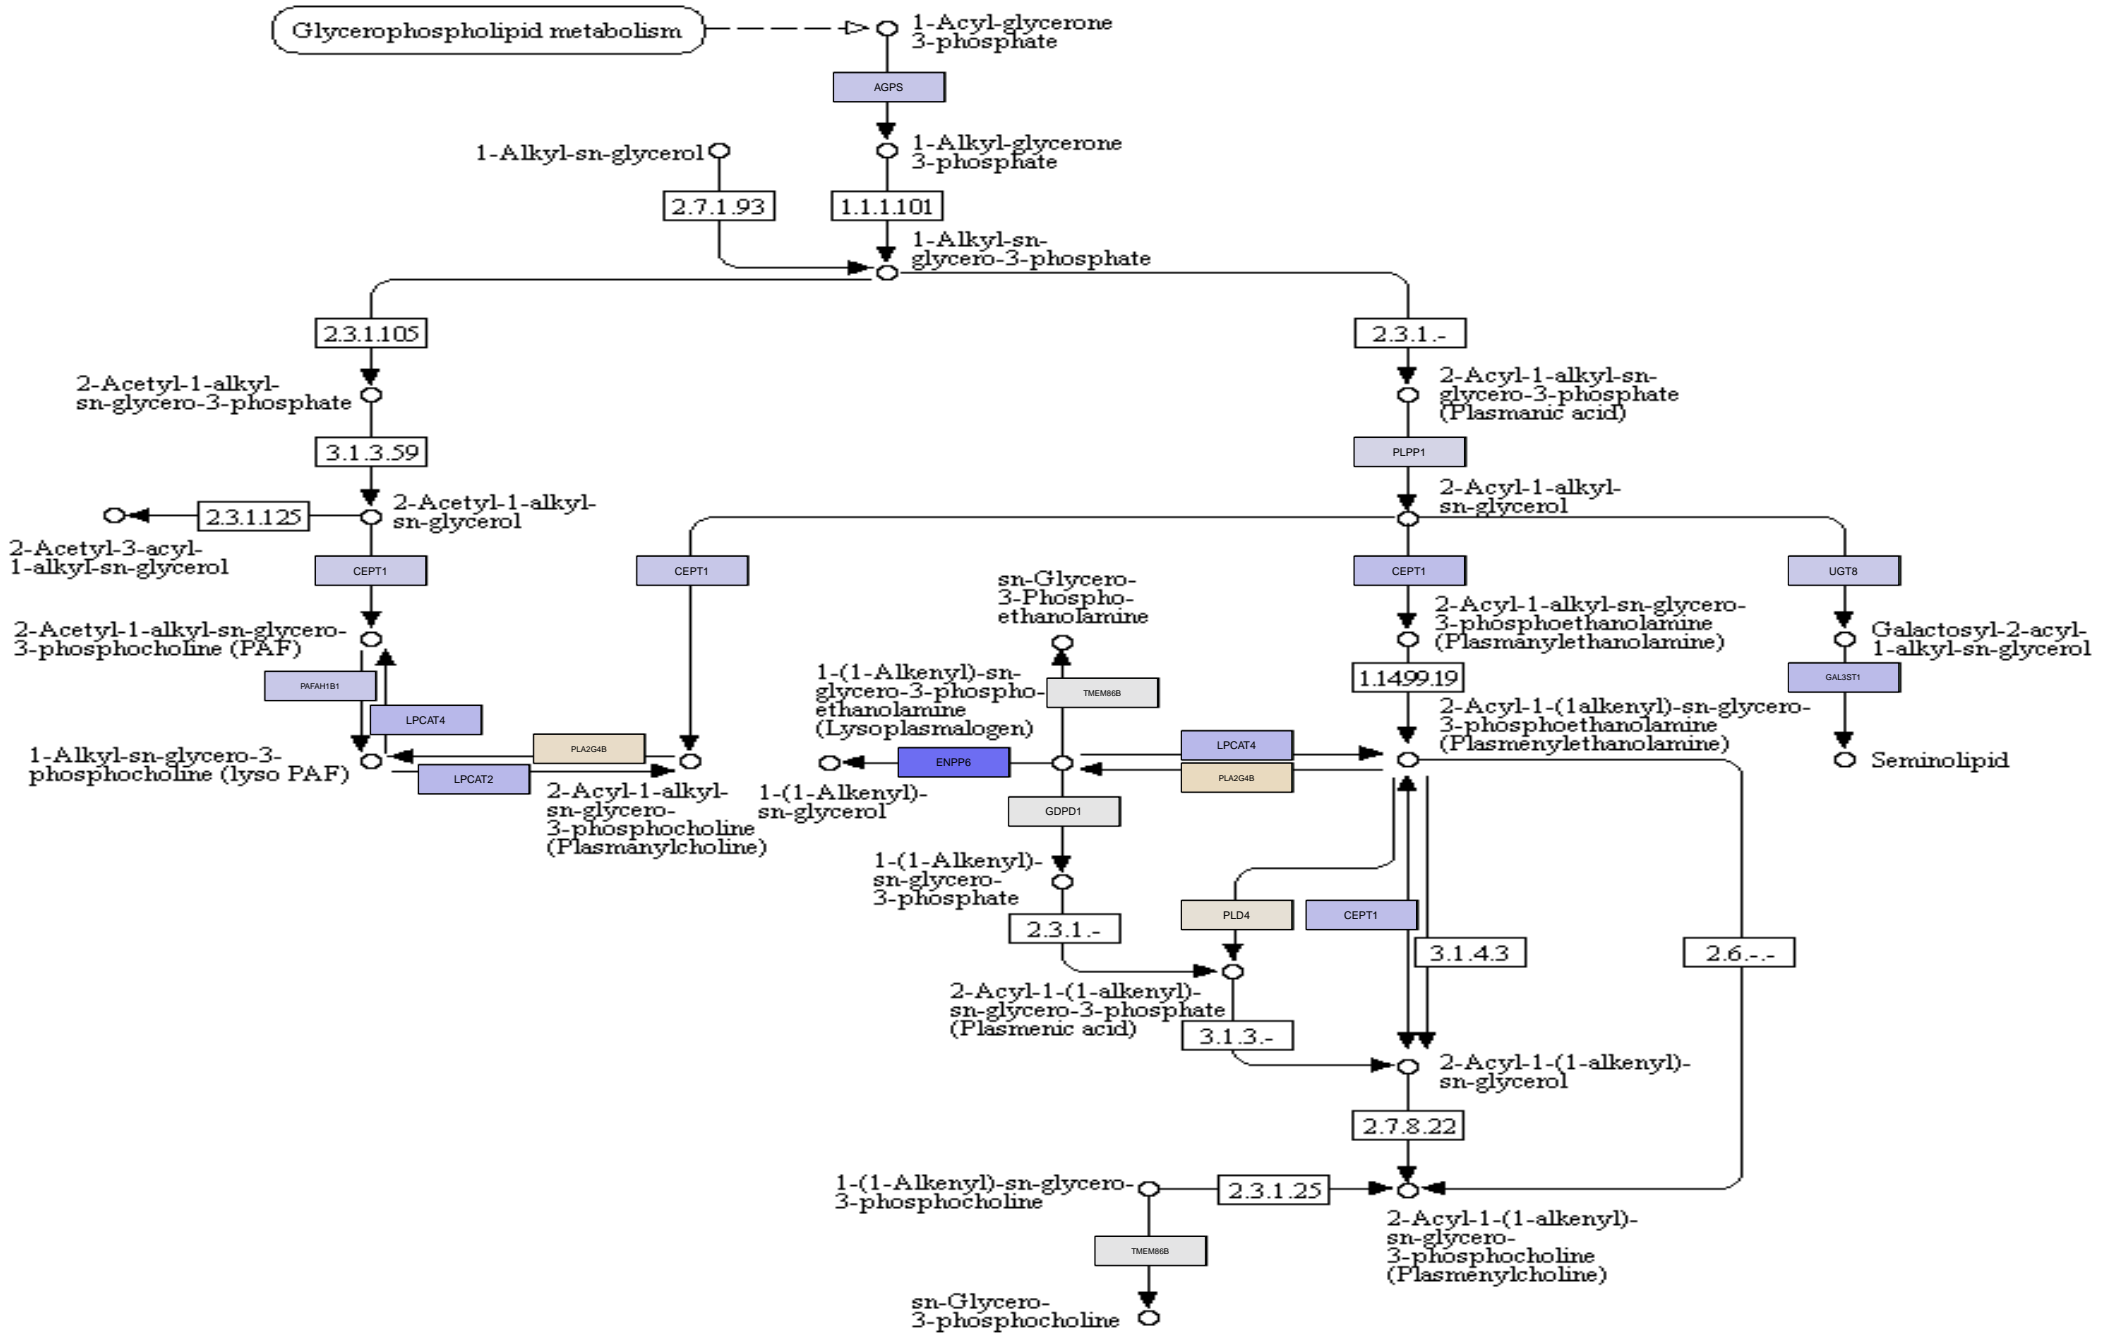 Glycerophospholipid metabolism
1-Acyl-glycerone
3-phosphate
AGPS
1-Alkyl-sn-glycerol
1-Alkyl-glycerone
3-phosphate
2.7.1.93
1.1.1.101
1-Alkyl-sn-
glycero-3-phosphate
2.3.1.105
2.3.1.-
2-Acetyl-1-alkyl-
sn-glycero-3-phosphate
2-Acyl-1-alkyl-sn-
glycero-3-phosphate
(Plasmanic acid)
3.1.3.59
PLPP1
2.3.1.125
2-Acetyl-1-alkyl-
sn-glycerol
2-Acyl-1-alkyl-
sn-glycerol
2-Acetyl-3-acyl-
1-alkyl-sn-glycerol
CEPT1
CEPT1
CEPT1
UGT8
sn-Glycero-
3-Phospho-
ethanolamine
2-Acetyl-1-alkyl-sn-glycero-
3-phosphocholine (PAF)
2-Acyl-1-alkyl-sn-glycero-
3-phosphoethanolamine
(Plasmanylethanolamine)
Galactosyl-2-acyl-
1-alkyl-sn-glycerol
PAFAH1B1
LPCAT4
1-(1-Alkenyl)-sn-
glycero-3-phospho-
ethanolamine
(Lysoplasmalogen)
TMEM86B
1.14.99.19
GAL3ST1
2-Acyl-1-(1alkenyl)-sn-glycero-
3-phosphoethanolamine
(Plasmenylethanolamine)
1-Alkyl-sn-glycero-3-
phosphocholine (lyso PAF)
PLA2G4B
LPCAT2
ENPP6
LPCAT4
PLA2G4B
Seminolipid
2-Acyl-1-alkyl-
sn-glycero-
3-phosphocholine
(Plasmanylcholine)
1-(1-Alkenyl)-
sn-glycerol
GDPD1
1-(1-Alkenyl)-
sn-glycero-
3-phosphate
2.3.1.-
PLD4
CEPT1
3.1.4.3
2.6.-.-
2-Acyl-1-(1-alkenyl)-
sn-glycero-3-phosphate
(Plasmenic acid)
3.1.3.-
2-Acyl-1-(1-alkenyl)-
sn-glycerol
2.7.8.22
1-(1-Alkenyl)-sn-glycero-
3-phosphocholine
2.3.1.25
2-Acyl-1-(1-alkenyl)-
sn-glycero-
3-phosphocholine
(Plasmenylcholine)
TMEM86B
sn-Glycero-
3-phosphocholine